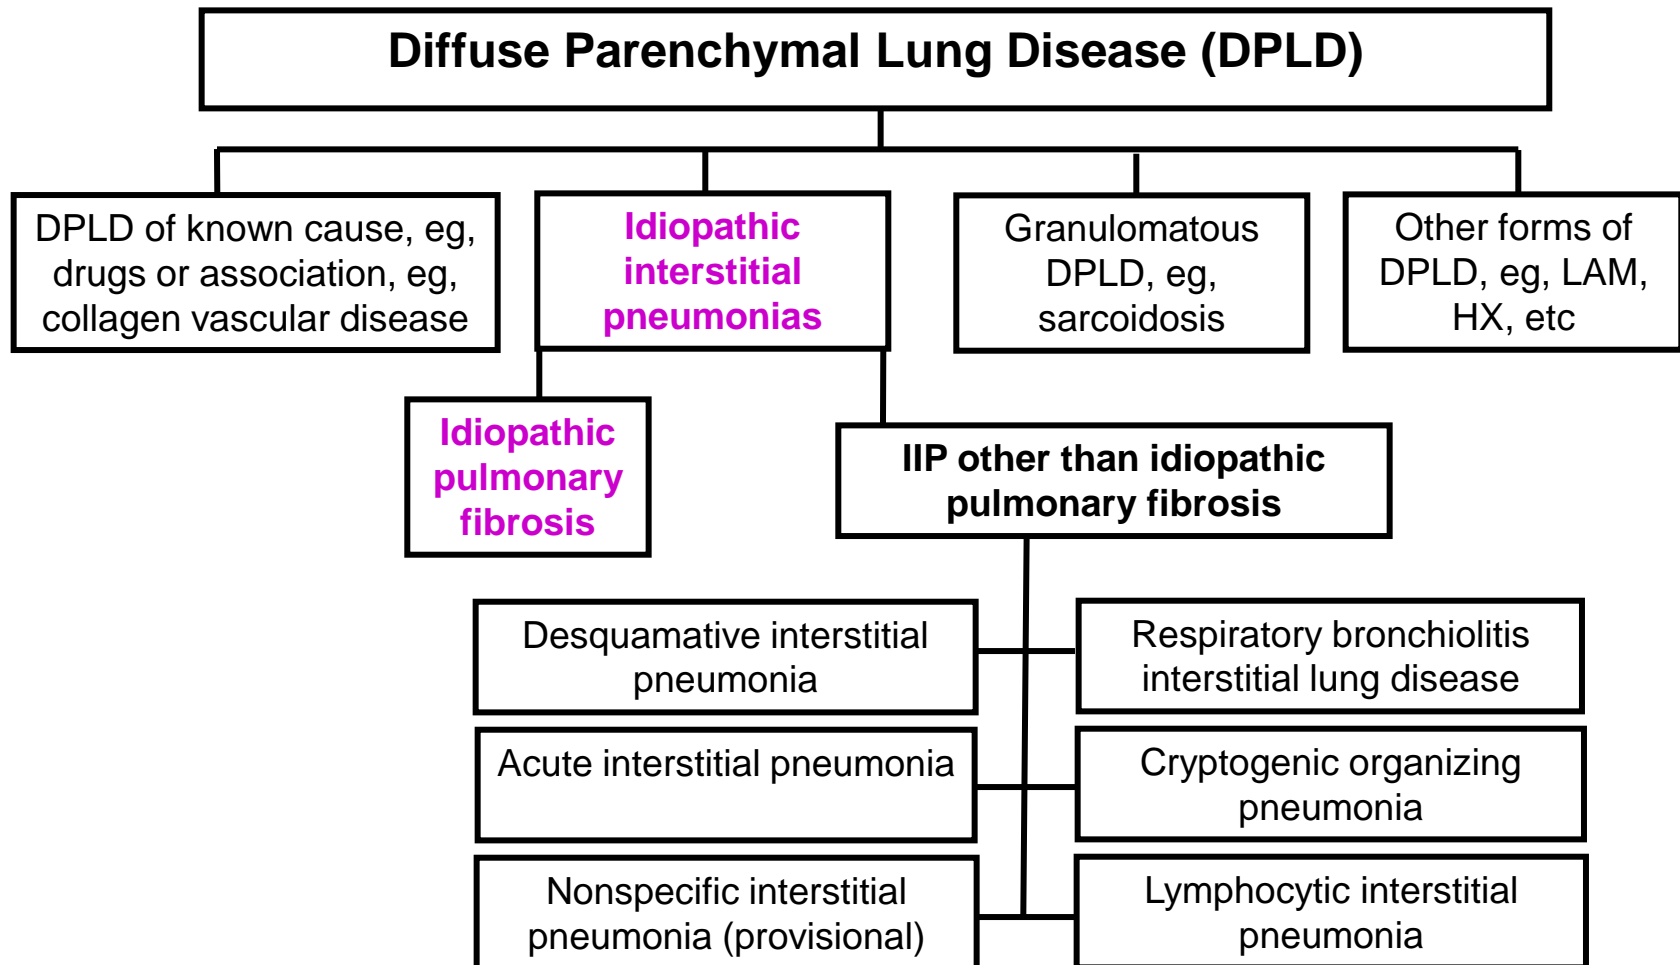 Diffuse Parenchymal Lung Disease (DPLD)
DPLD of known cause, eg,
drugs or association, eg,
collagen vascular disease
Idiopathic
interstitial
pneumonias
Granulomatous
DPLD, eg,
sarcoidosis
Other forms of
DPLD, eg, LAM,
HX, etc
Idiopathic
pulmonary
fibrosis
IIP other than idiopathic
pulmonary fibrosis
Desquamative interstitial
pneumonia
Respiratory bronchiolitis
interstitial lung disease
Acute interstitial pneumonia
Cryptogenic organizing
pneumonia
Nonspecific interstitial
pneumonia (provisional)
Lymphocytic interstitial
pneumonia